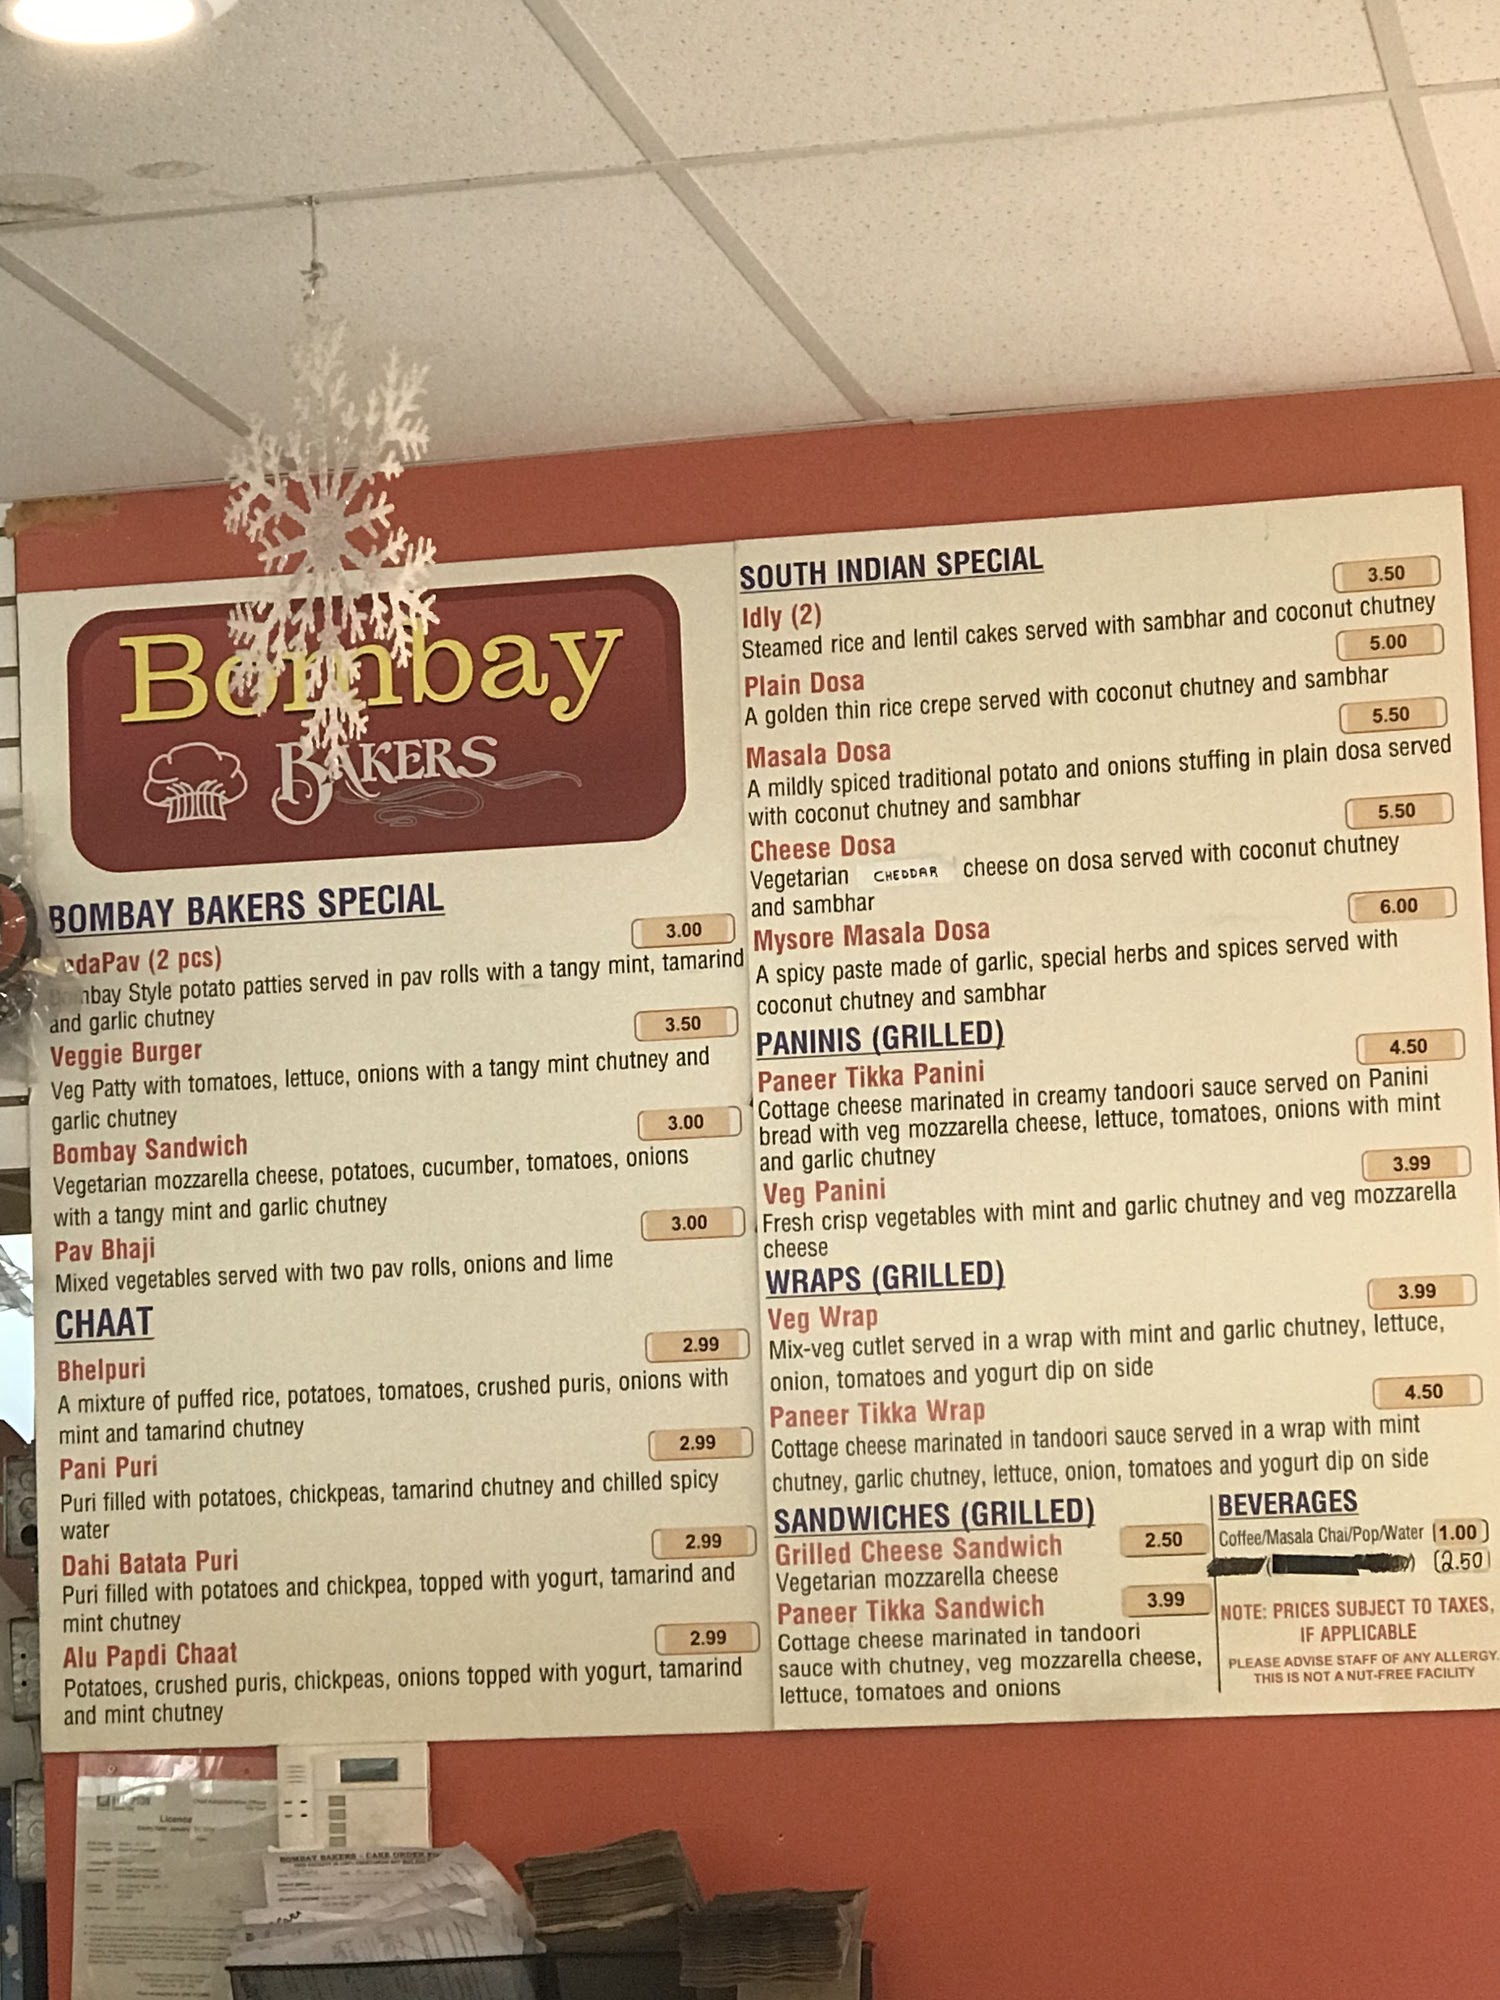 Bombay
BAKERS
BOMBAY BAKERS SPECIAL
3.00
adaPav (2 pcs)
Bombay Style potato patties served in pav rolls with a tangy mint, tamarind
and garlic chutney
3.50
Veggie Burger
Veg Patty with tomatoes, lettuce, onions with a tangy mint chutney and
garlic chutney
3.00
Bombay Sandwich
Vegetarian mozzarella cheese, potatoes, cucumber, tomatoes, onions
with a tangy mint and garlic chutney
3.00
Pav Bhaji
Mixed vegetables served with two pav rolls, onions and lime
CHAAT
2.99
Bhelpuri
A mixture of puffed rice, potatoes, tomatoes, crushed puris, onions with
mint and tamarind chutney
2.99
Pani Puri
Puri filled with potatoes, chickpeas, tamarind chutney and chilled spicy
water
2.99
Dahi Batata Puri
Puri filled with potatoes and chickpea, topped with yogurt, tamarind and
mint chutney
2.99
Alu Papdi Chaat
Potatoes, crushed puris, chickpeas, onions topped with yogurt, tamarind
and mint chutney
SOUTH INDIAN SPECIAL
3.50
Idly (2)
Steamed rice and lentil cakes served with sambhar and coconut chutney
5.00
Plain Dosa
A golden thin rice crepe served with coconut chutney and sambhar
5.50
Masala Dosa
A mildly spiced traditional potato and onions stuffing in plain dosa served
with coconut chutney and sambhar
5.50
Cheese Dosa
Vegetarian CHEDDAR cheese on dosa served with coconut chutney
and sambhar
6.00
Mysore Masala Dosa
A spicy paste made of garlic, special herbs and spices served with
coconut chutney and sambhar
PANINIS (GRILLED)
4.50
Paneer Tikka Panini
Cottage cheese marinated in creamy tandoori sauce served on Panini
bread with veg mozzarella cheese, lettuce, tomatoes, onions with mint
and garlic chutney
3.99
Veg Panini
Fresh crisp vegetables with mint and garlic chutney and veg mozzarella
cheese
WRAPS (GRILLED)
3.99
Veg Wrap
Mix-veg cutlet served in a wrap with mint and garlic chutney, lettuce,
onion, tomatoes and yogurt dip on side
4.50
Paneer Tikka Wrap
Cottage cheese marinated in tandoori sauce served in a wrap with mint
chutney, garlic chutney, lettuce, onion, tomatoes and yogurt dip on side
SANDWICHES (GRILLED)
Grilled Cheese Sandwich 2.50
Vegetarian mozzarella cheese
Paneer Tikka Sandwich 3.99
Cottage cheese marinated in tandoori
sauce with chutney, veg mozzarella cheese,
lettuce, tomatoes and onions
BEVERAGES
Coffee/Masala Chai/Pop/Water 1.00
2.50
NOTE: PRICES SUBJECT TO TAXES,
IF APPLICABLE
PLEASE ADVISE STAFF OF ANY ALLERGY.
THIS IS NOT A NUT-FREE FACILITY
Licence
BOMBAY BAKERS - CAKE ORDER